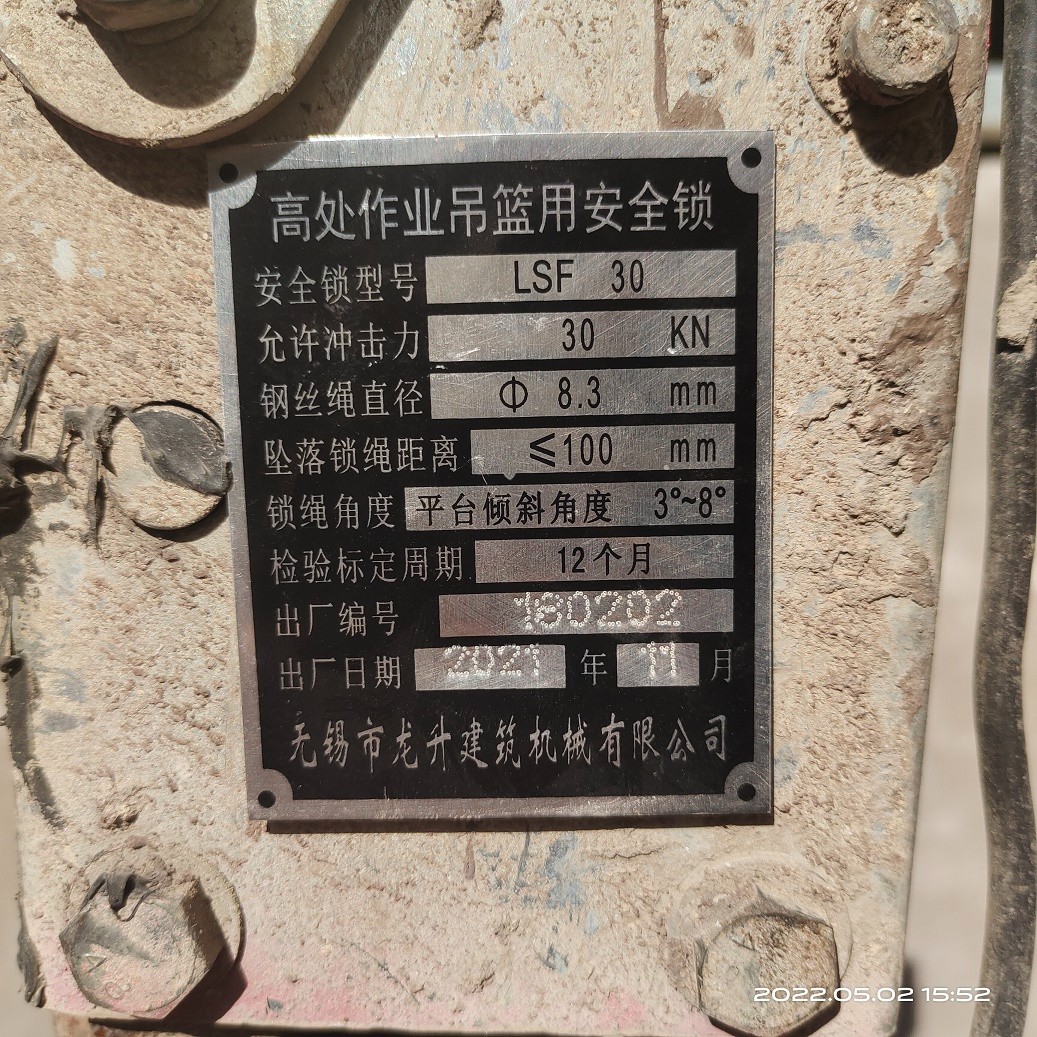 高处作业吊篮用安全锁
安全锁型号 LSF 30
允许冲击力 30 KN
钢丝绳直径 Φ 8.3 mm
坠落锁绳距离 ≤100 mm
锁绳角度 平台倾斜角度 3°~8°
检验标定周期 12个月
出厂编号 160202
出厂日期 2021 年 11 月
无锡市龙升建筑机械有限公司
2022.05.02 15:52